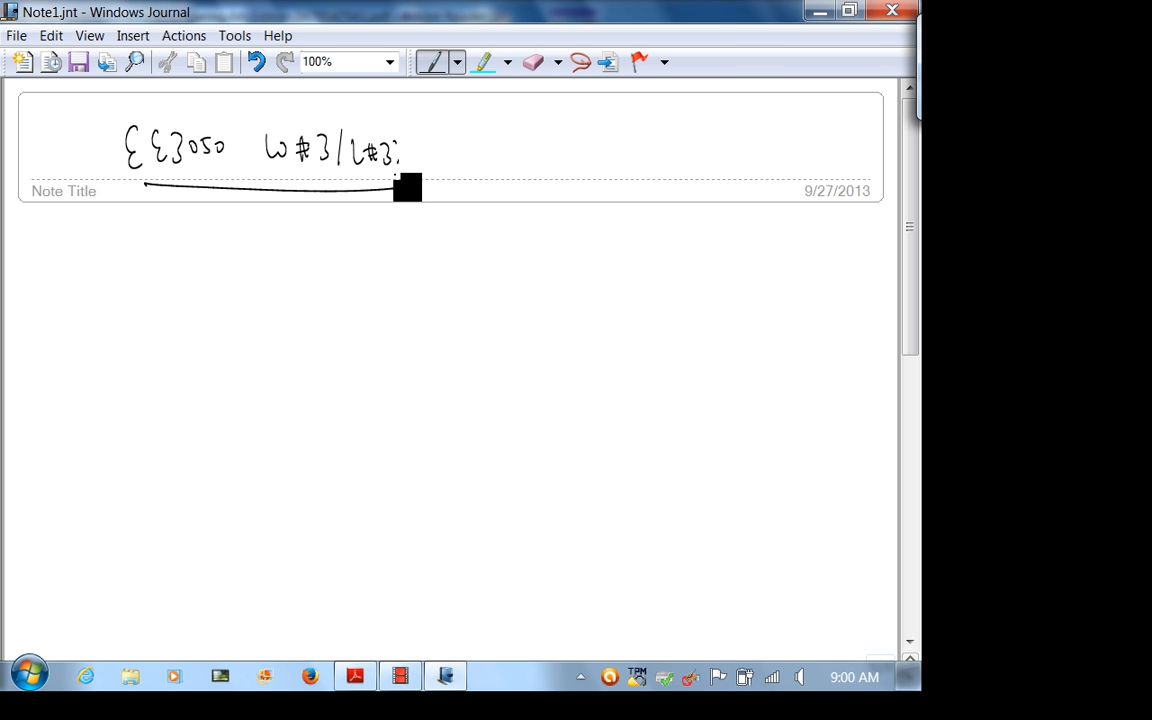 Note1.jnt - Windows Journal
File Edit View Insert Actions Tools Help
100%
EE3050 W#3/L#3:
Note Title 9/27/2013
9:00 AM